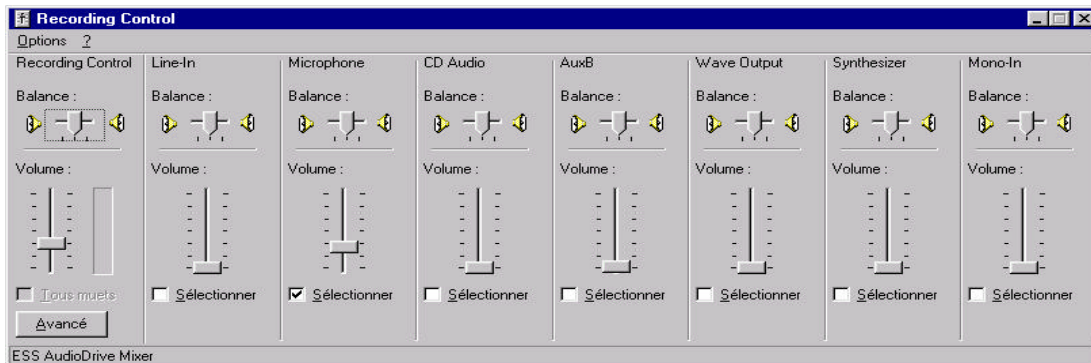 Recording Control
Options ?
Recording Control Line-In Microphone CD Audio AuxB Wave Output Synthesizer Mono-In
Balance : Balance : Balance : Balance : Balance : Balance : Balance : Balance :
Volume : Volume : Volume : Volume : Volume : Volume : Volume : Volume :
Tous muets Sélectionner Sélectionner Sélectionner Sélectionner Sélectionner Sélectionner Sélectionner
Avancé
ESS AudioDrive Mixer